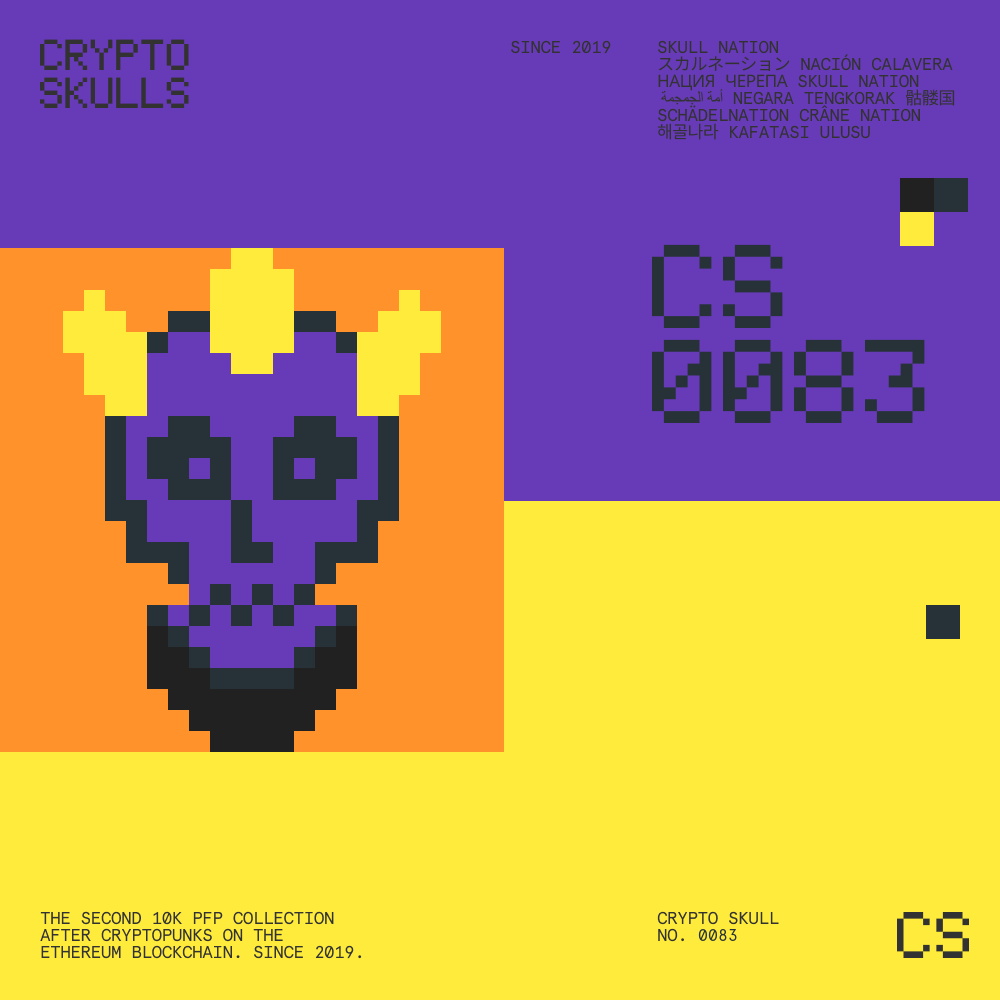 CRYPTO
SKULLS
SINCE 2019
SKULL NATION
スカルネーション NACIÓN CALAVERA
НАЦИЯ ЧЕРЕПА SKULL NATION
أمة الجمجمة NEGARA TENGKORAK 骷髅国
SCHÄDELNATION CRÂNE NATION
해골나라 KAFATASI ULUSU
CS
0083
THE SECOND 10K PFP COLLECTION
AFTER CRYPTOPUNKS ON THE
ETHEREUM BLOCKCHAIN. SINCE 2019.
CRYPTO SKULL
NO. 0083
CS